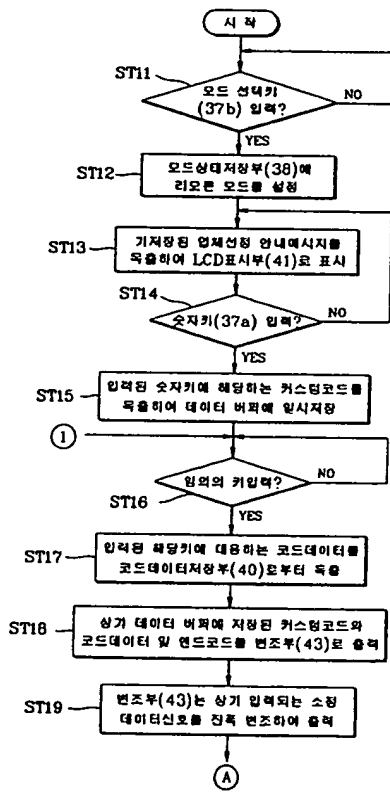 시 작
ST11
모드 선택키
(37b) 입력?
NO
YES
ST12
모드상태저장부(38)에
리모콘 모드를 설정
ST13
기저장된 업체선정 안내메시지를
독출하여 LCD표시부(41)로 표시
ST14
숫자키(37a) 입력?
NO
YES
ST15
입력된 숫자키에 해당하는 커스텀코드를
독출하여 데이터 버퍼에 일시저장
1
임의의 키입력?
NO
ST16
YES
ST17
입력된 해당키에 대응하는 코드데이터를
코드데이터저장부(40)로부터 독출
ST18
상기 데이터 버퍼에 저장된 커스텀코드와
코드데이터 및 엔드코드를 변조부(43)로 출력
ST19
변조부(43)는 상기 입력되는 소정
데이터신호를 진폭 변조하여 출력
A